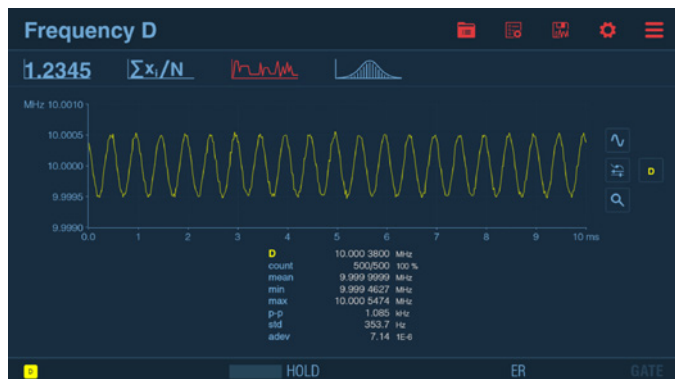 Frequency D
1.2345 Σxᵢ/N
MHz 10.0010
10.0005
10.0000
9.9995
9.9990
0.0 1 2 3 4 5 6 7 8 9 10 ms
D
D 10.000 3800 MHz
count 500/500 100 %
mean 9.999 9999 MHz
min 9.999 4627 MHz
max 10.000 5474 MHz
p-p 1.085 kHz
std 353.7 Hz
adev 7.14 1E-6
D HOLD ER GATE